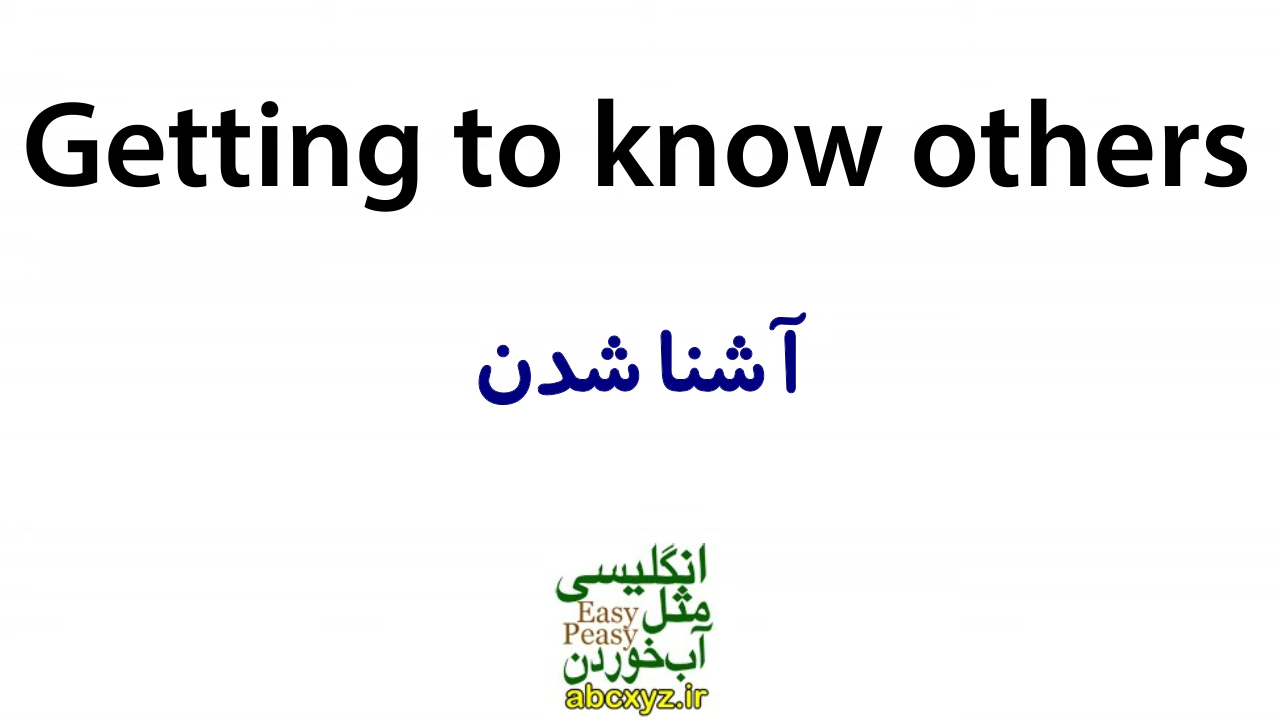 Getting to know others
آشنا شدن
انگلیسی
مثل
Easy
Peasy
آب‌خوردن
abcxyz.ir